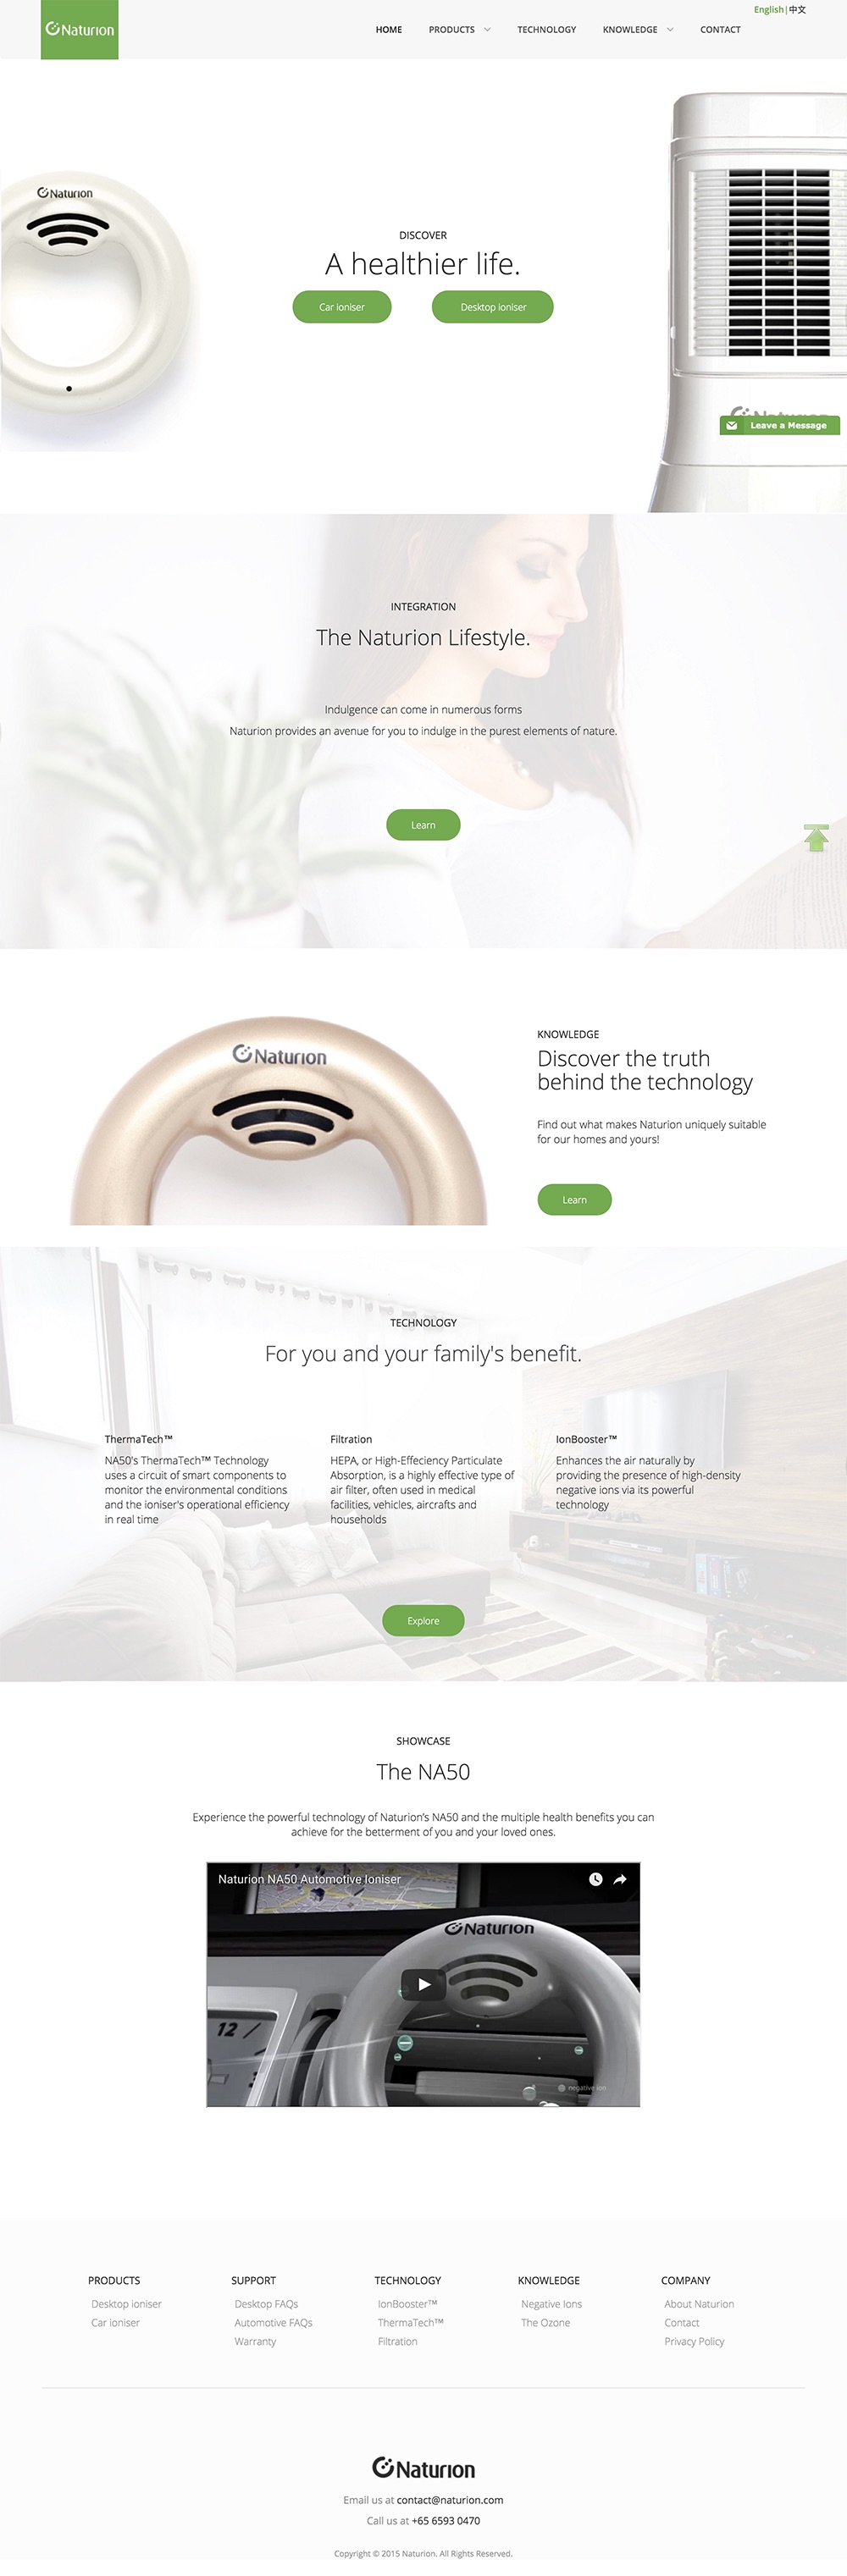 English|中文
Naturion
HOME PRODUCTS TECHNOLOGY KNOWLEDGE CONTACT
Naturion
DISCOVER
A healthier life.
Car ioniser Desktop ioniser
Naturion
Leave a Message
INTEGRATION
The Naturion Lifestyle.
Indulgence can come in numerous forms
Naturion provides an avenue for you to indulge in the purest elements of nature.
Learn
Naturion
KNOWLEDGE
Discover the truth
behind the technology
Find out what makes Naturion uniquely suitable
for our homes and yours!
Learn
TECHNOLOGY
For you and your family's benefit.
ThermaTech™
NA50's ThermaTech™ Technology
uses a circuit of smart components to
monitor the environmental conditions
and the ioniser's operational efficiency
in real time
Filtration
HEPA, or High-Effeciency Particulate
Absorption, is a highly effective type of
air filter, often used in medical
facilities, vehicles, aircrafts and
households
IonBooster™
Enhances the air naturally by
providing the presence of high-density
negative ions via its powerful
technology
Explore
SHOWCASE
The NA50
Experience the powerful technology of Naturion's NA50 and the multiple health benefits you can
achieve for the betterment of you and your loved ones.
Naturion NA50 Automotive Ioniser
Naturion
12
negative ion
PRODUCTS
Desktop ioniser
Car ioniser
SUPPORT
Desktop FAQs
Automotive FAQs
Warranty
TECHNOLOGY
IonBooster™
ThermaTech™
Filtration
KNOWLEDGE
Negative Ions
The Ozone
COMPANY
About Naturion
Contact
Privacy Policy
Naturion
Email us at contact@naturion.com
Call us at +65 6593 0470
Copyright © 2015 Naturion. All Rights Reserved.